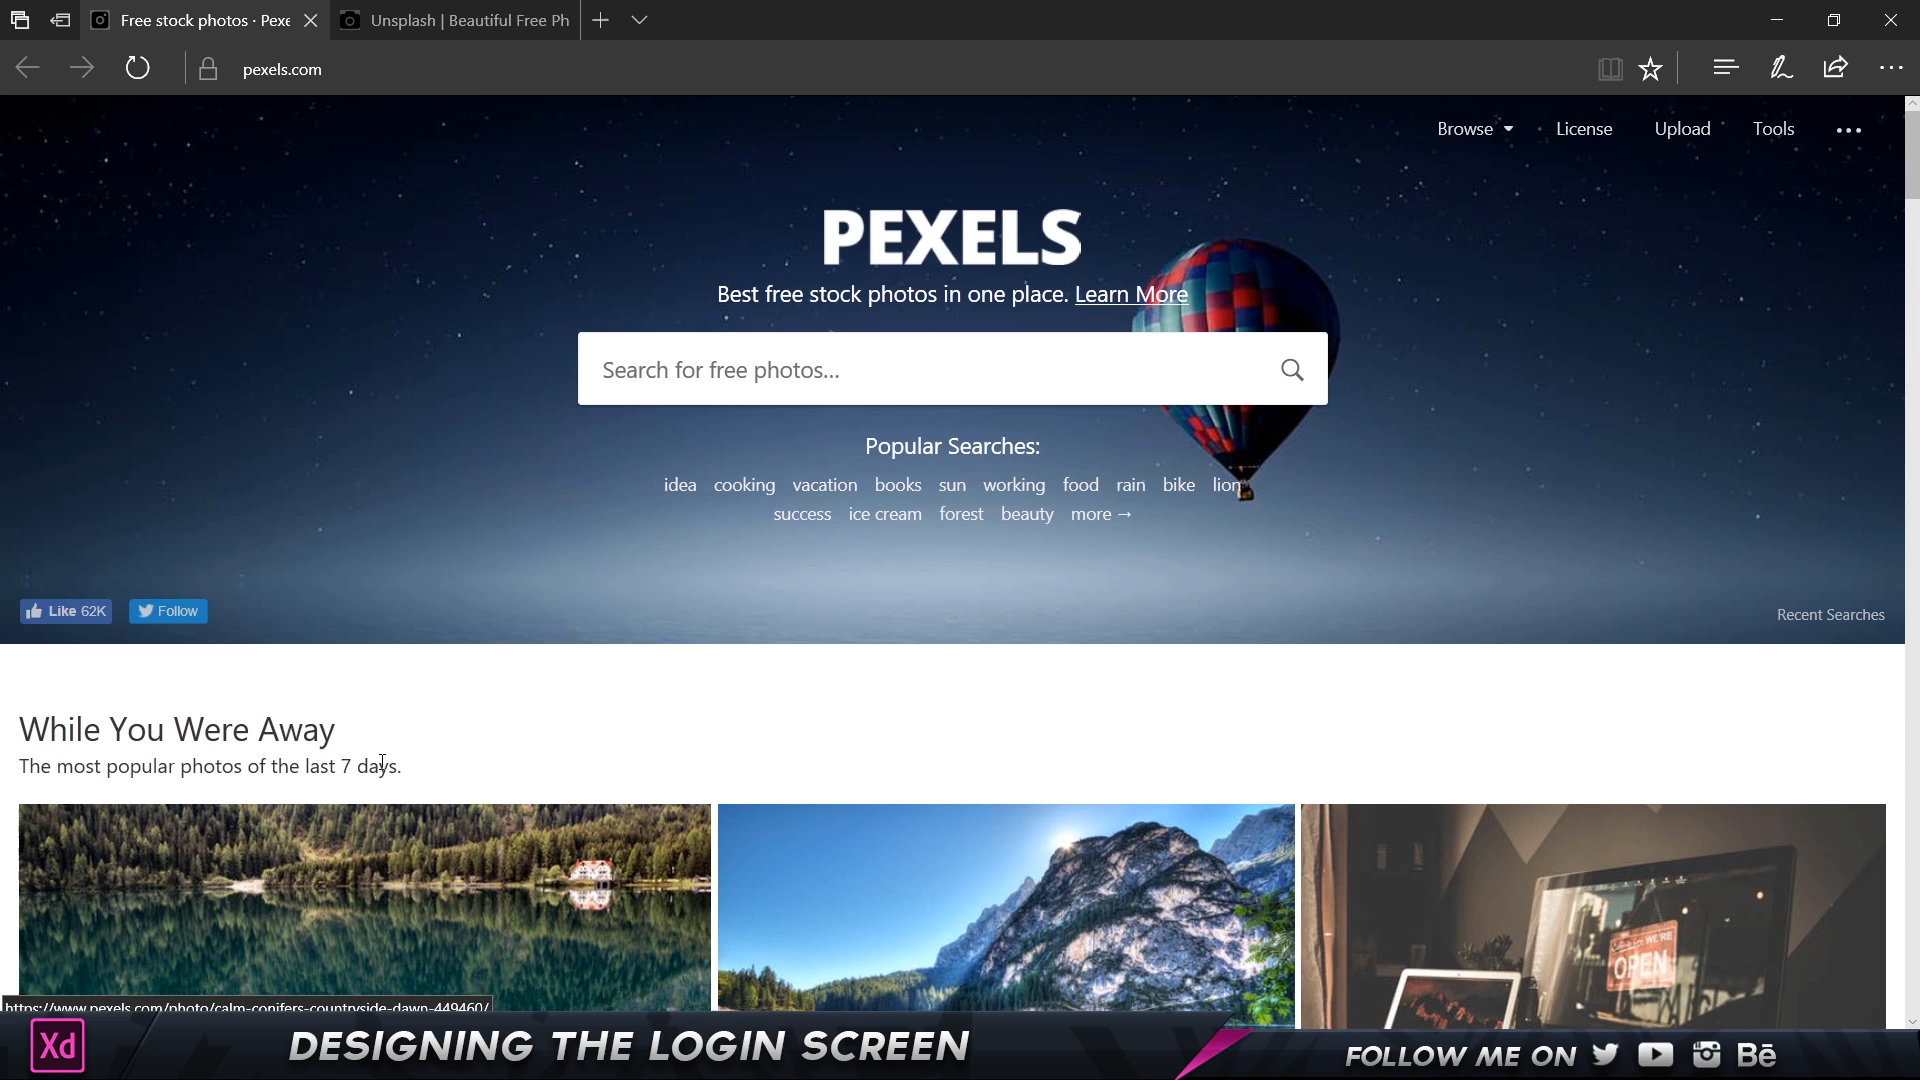 Free stock photos · Pexe
Unsplash | Beautiful Free Ph
pexels.com
Browse License Upload Tools
PEXELS
Best free stock photos in one place. Learn More
Search for free photos...
Popular Searches:
idea cooking vacation books sun working food rain bike lion
success ice cream forest beauty more →
Like 62K Follow
Recent Searches
While You Were Away
The most popular photos of the last 7 days.
WE'RE
OPEN
https://www.pexels.com/photo/calm-conifers-countryside-dawn-449460/
Xd DESIGNING THE LOGIN SCREEN
FOLLOW ME ON Bē